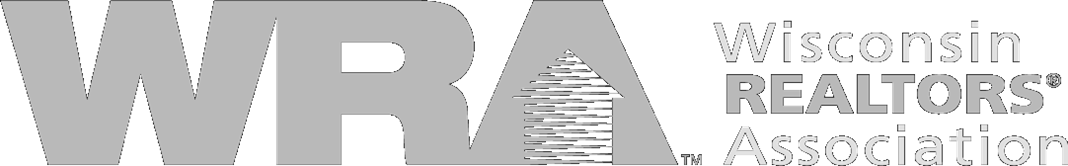 WRA™
Wisconsin
REALTORS®
Association